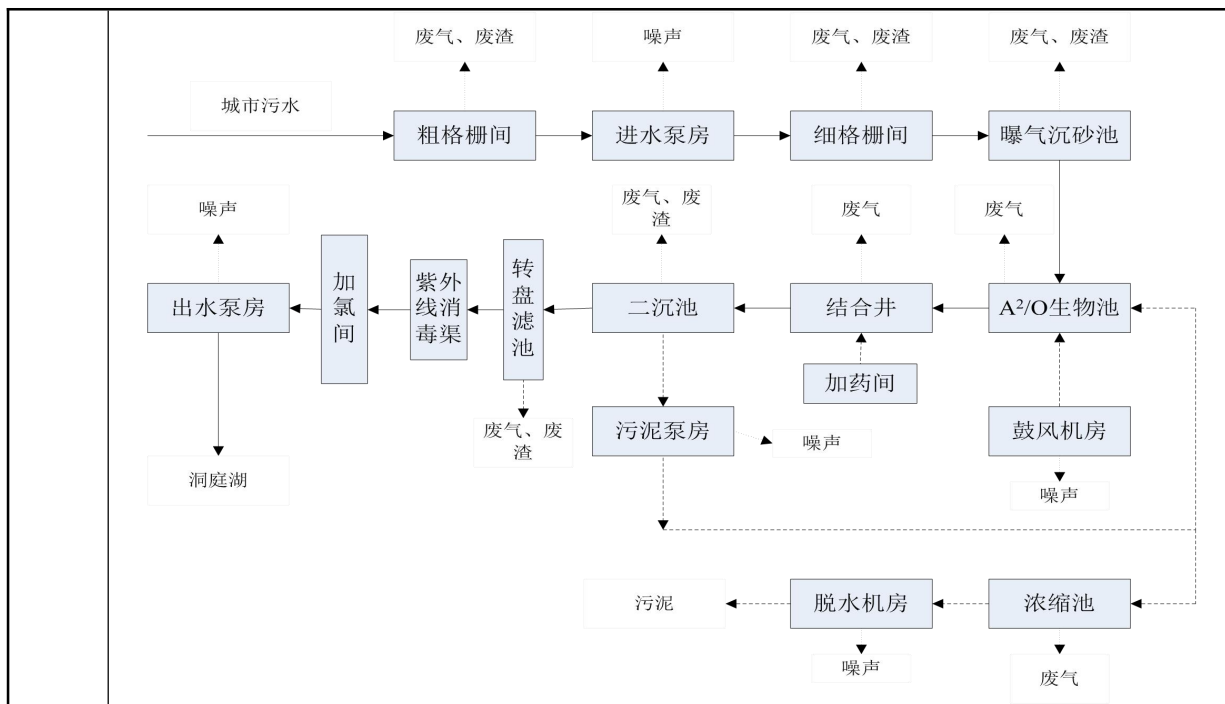 废气、废渣
噪声
废气、废渣
废气、废渣
城市污水
粗格栅间
进水泵房
细格栅间
曝气沉砂池
噪声
废气、废
渣
废气
废气
出水泵房
加氯间
紫外线消毒渠
转盘滤池
二沉池
结合井
A²/O生物池
加药间
废气、废
渣
污泥泵房
噪声
鼓风机房
洞庭湖
噪声
污泥
脱水机房
浓缩池
噪声
废气